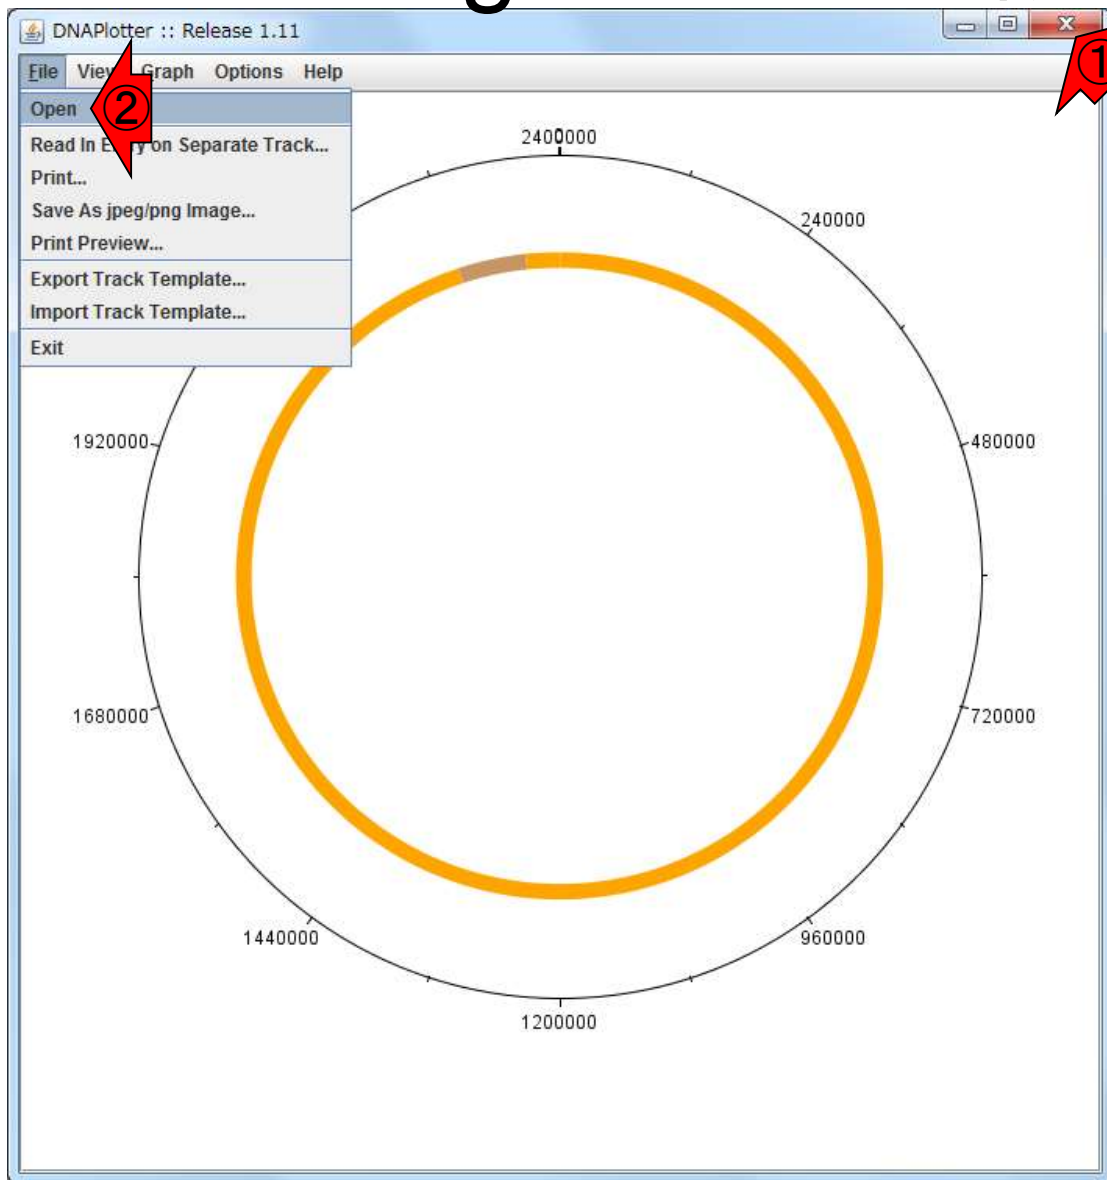 DNAPlotter :: Release 1.11
File Graph Options Help
①
Open
②
Read In on Separate Track...
Print...
Save As jpeg/png Image...
Print Preview...
Export Track Template...
Import Track Template...
Exit
2400000
240000
1920000
480000
1680000
720000
1440000
960000
1200000